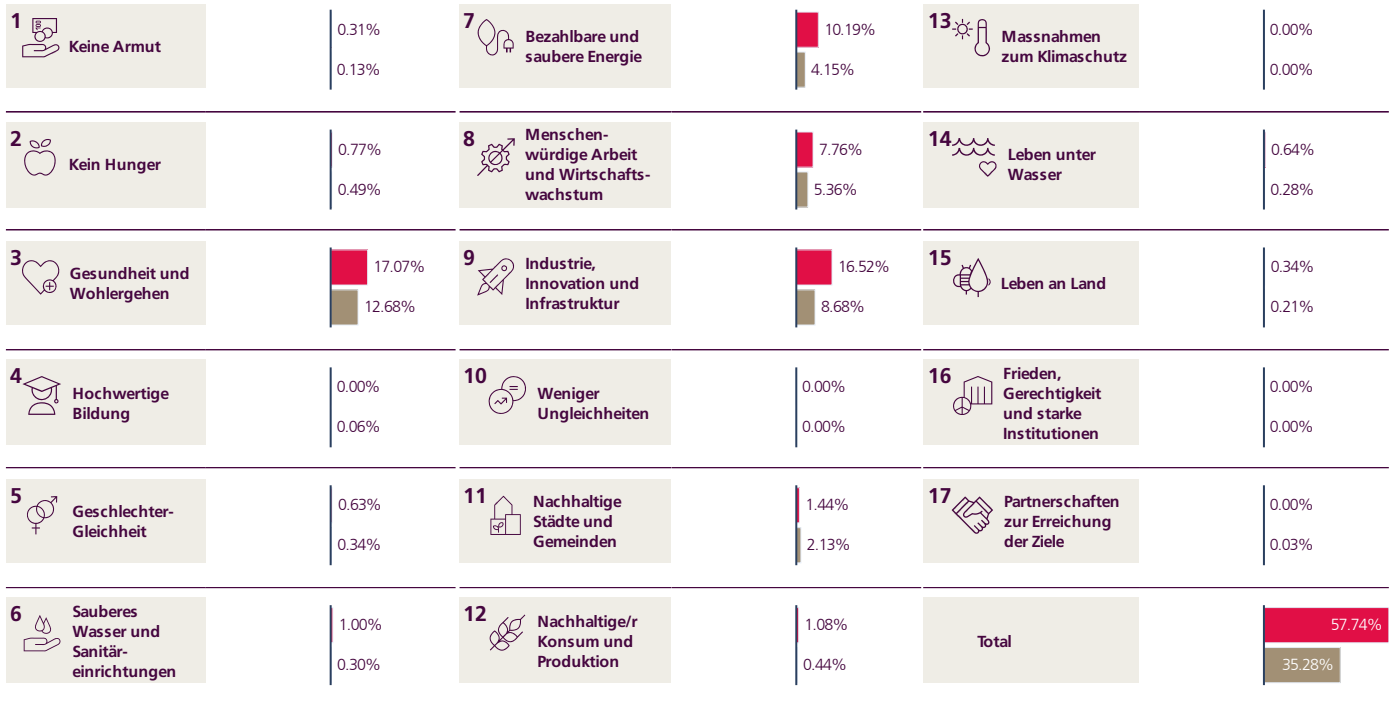 1
Keine Armut
0.31%
0.13%
2
Kein Hunger
0.77%
0.49%
3
Gesundheit und
Wohlergehen
17.07%
12.68%
4
Hochwertige
Bildung
0.00%
0.06%
5
Geschlechter-
Gleichheit
0.63%
0.34%
6
Sauberes
Wasser und
Sanitär-
einrichtungen
1.00%
0.30%
7
Bezahlbare und
saubere Energie
10.19%
4.15%
8
Menschen-
würdige Arbeit
und Wirtschafts-
wachstum
7.76%
5.36%
9
Industrie,
Innovation und
Infrastruktur
16.52%
8.68%
10
Weniger
Ungleichheiten
0.00%
0.00%
11
Nachhaltige
Städte und
Gemeinden
1.44%
2.13%
12
Nachhaltige/r
Konsum und
Produktion
1.08%
0.44%
13
Massnahmen
zum Klimaschutz
0.00%
0.00%
14
Leben unter
Wasser
0.64%
0.28%
15
Leben an Land
0.34%
0.21%
16
Frieden,
Gerechtigkeit
und starke
Institutionen
0.00%
0.00%
17
Partnerschaften
zur Erreichung
der Ziele
0.00%
0.03%
Total
57.74%
35.28%